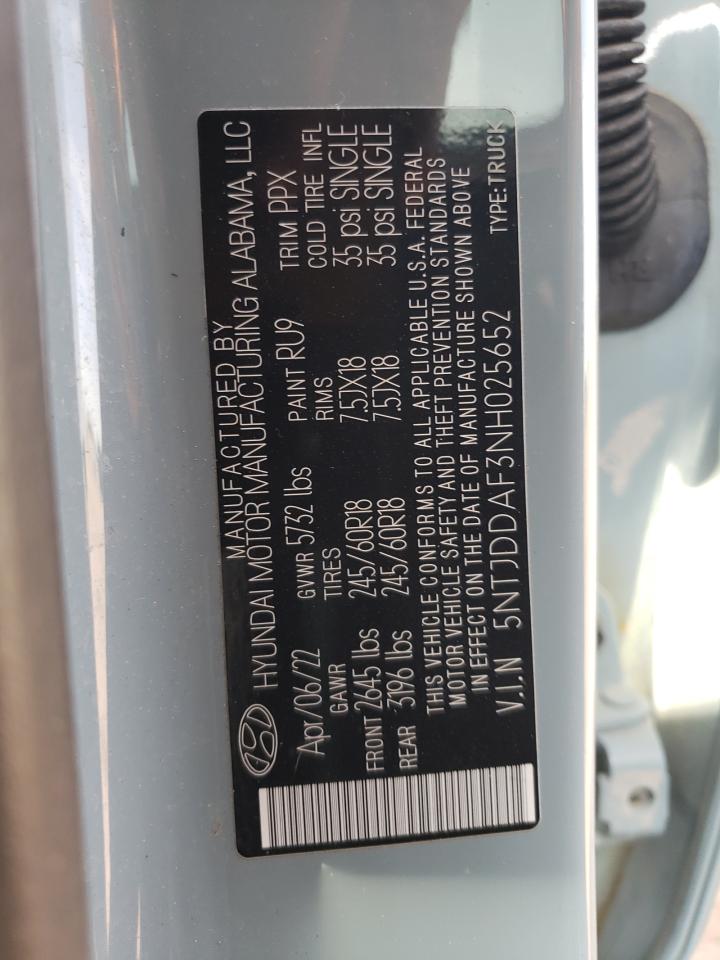 MANUFACTURED BY
HYUNDAI MOTOR MANUFACTURING ALABAMA, LLC
Apr/06/22 GVWR 5732 lbs PAINT RU9 TRIM PPX
GAWR TIRES RIMS COLD TIRE INFL
FRONT 2645 lbs 245/60R18 7.5JX18 35 psi SINGLE
REAR 3196 lbs 245/60R18 7.5JX18 35 psi SINGLE
THIS VEHICLE CONFORMS TO ALL APPLICABLE U.S.A. FEDERAL
MOTOR VEHICLE SAFETY AND THEFT PREVENTION STANDARDS
IN EFFECT ON THE DATE OF MANUFACTURE SHOWN ABOVE
V.I.N 5NTJDDAF3NH025652 TYPE:TRUCK